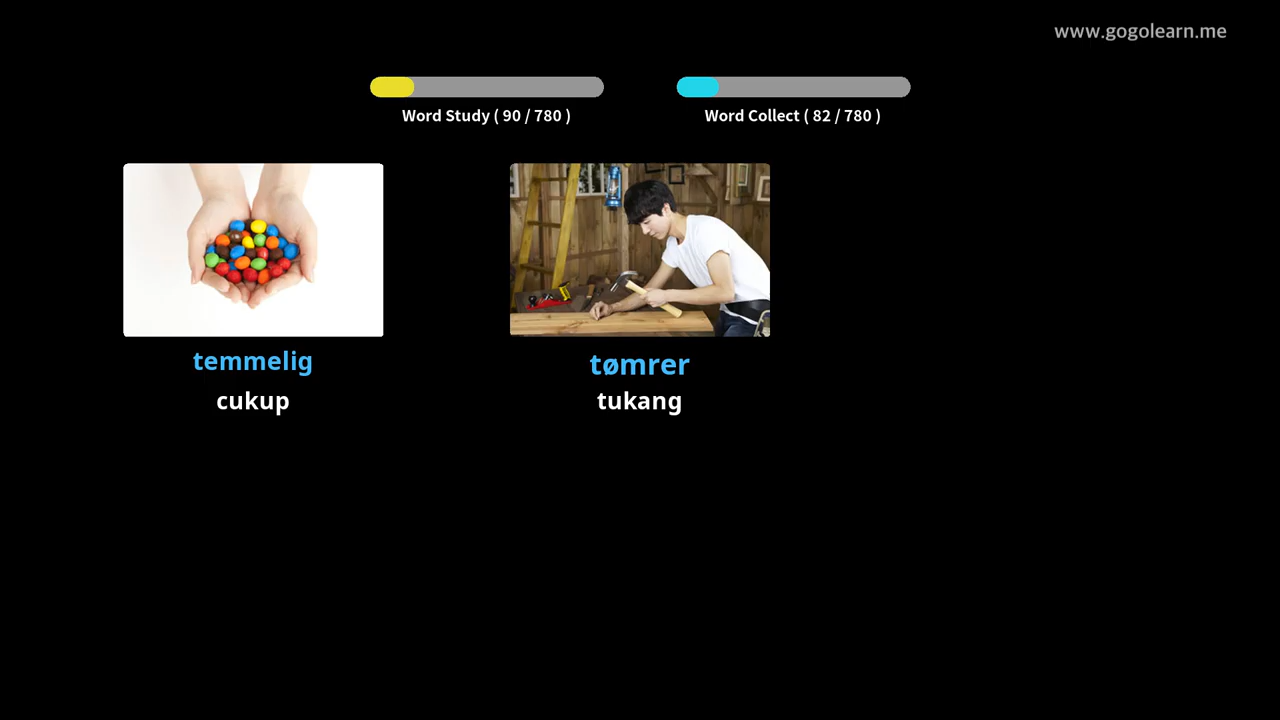 www.gogolearn.me
Word Study ( 90 / 780 )
Word Collect ( 82 / 780 )
temmelig
cukup
tømrer
tukang